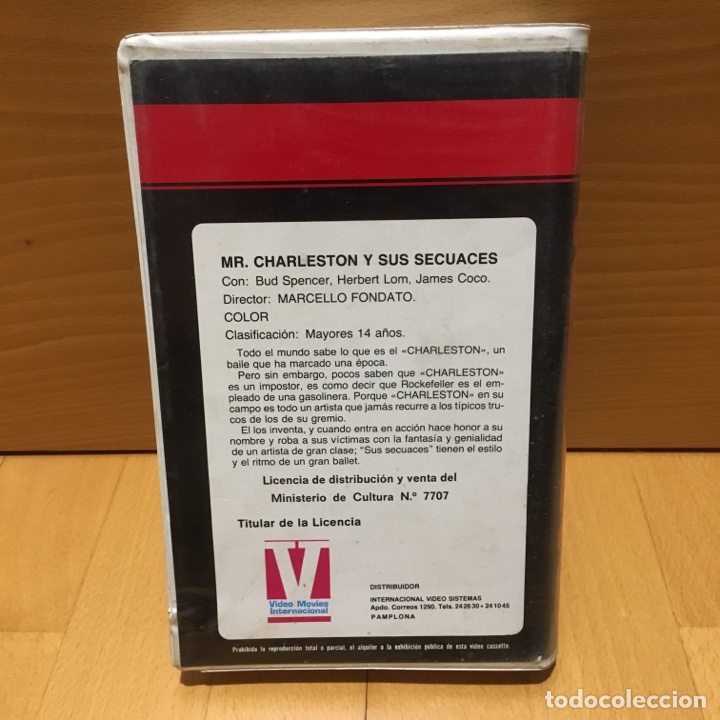 MR. CHARLESTON Y SUS SECUACES
Con: Bud Spencer, Herbert Lom, James Coco.
Director: MARCELLO FONDATO.
COLOR
Clasificación: Mayores 14 años.
Todo el mundo sabe lo que es el «CHARLESTON», un
baile que ha marcado una época.
Pero sin embargo, pocos saben que «CHARLESTON»
es un impostor, es como decir que Rockefeller es el em-
pleado de una gasolinera. Porque «CHARLESTON» en su
campo es todo un artista que jamás recurre a los típicos tru-
cos de los de su gremio.
El los inventa, y cuando entra en acción hace honor a su
nombre y roba a sus víctimas con la fantasía y genialidad
de un artista de gran clase; "Sus secuaces" tienen el estilo
y el ritmo de un gran ballet.
Licencia de distribución y venta del
Ministerio de Cultura N.º 7707
Titular de la Licencia
V
Video Movies
Internacional
DISTRIBUIDOR
INTERNACIONAL VIDEO SISTEMAS
Apdo. Correos 1290. Tels. 242630 - 241045
PAMPLONA
Prohibida la reproducción total o parcial, el alquiler o la exhibición pública de esta video cassette.
todocoleccion